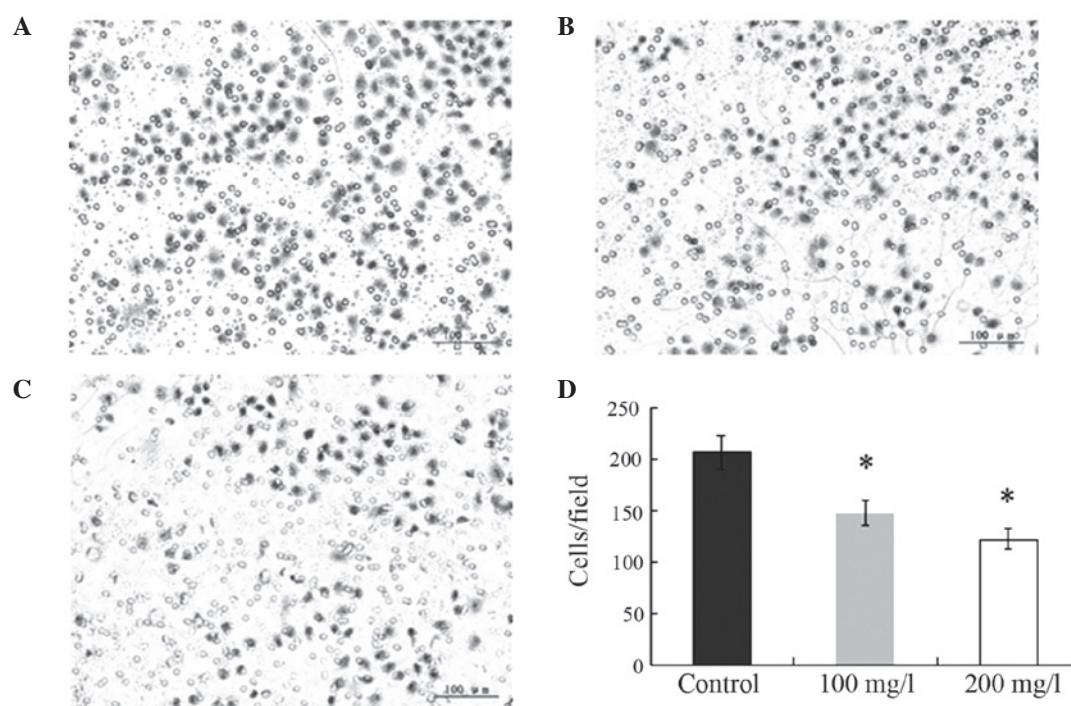 A
B
100 μm
100 μm
C
100 μm
D
Cells/field
250
200
150
100
50
0
*
*
Control
100 mg/l
200 mg/l